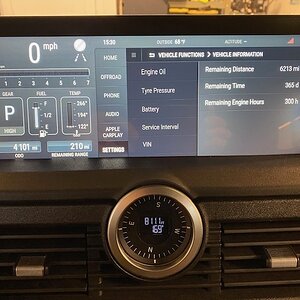 15:30
OUTSIDE 68°F
ALTITUDE --
0 mph
HOME
VEHICLE FUNCTIONS > VEHICLE INFORMATION
OFFROAD
Engine Oil
Remaining Distance 6213 mi
GEAR FUEL TEMP
PHONE
Tyre Pressure
Remaining Time 365 d
F 264°
P 1/2 194°
AUDIO
Battery
Remaining Engine Hours 300 h
HIGH E 122°
APPLE CARPLAY
Service Interval
4101 mi
210 mi
ODO
REMAINING RANGE
SETTINGS
VIN
S
E
W
N